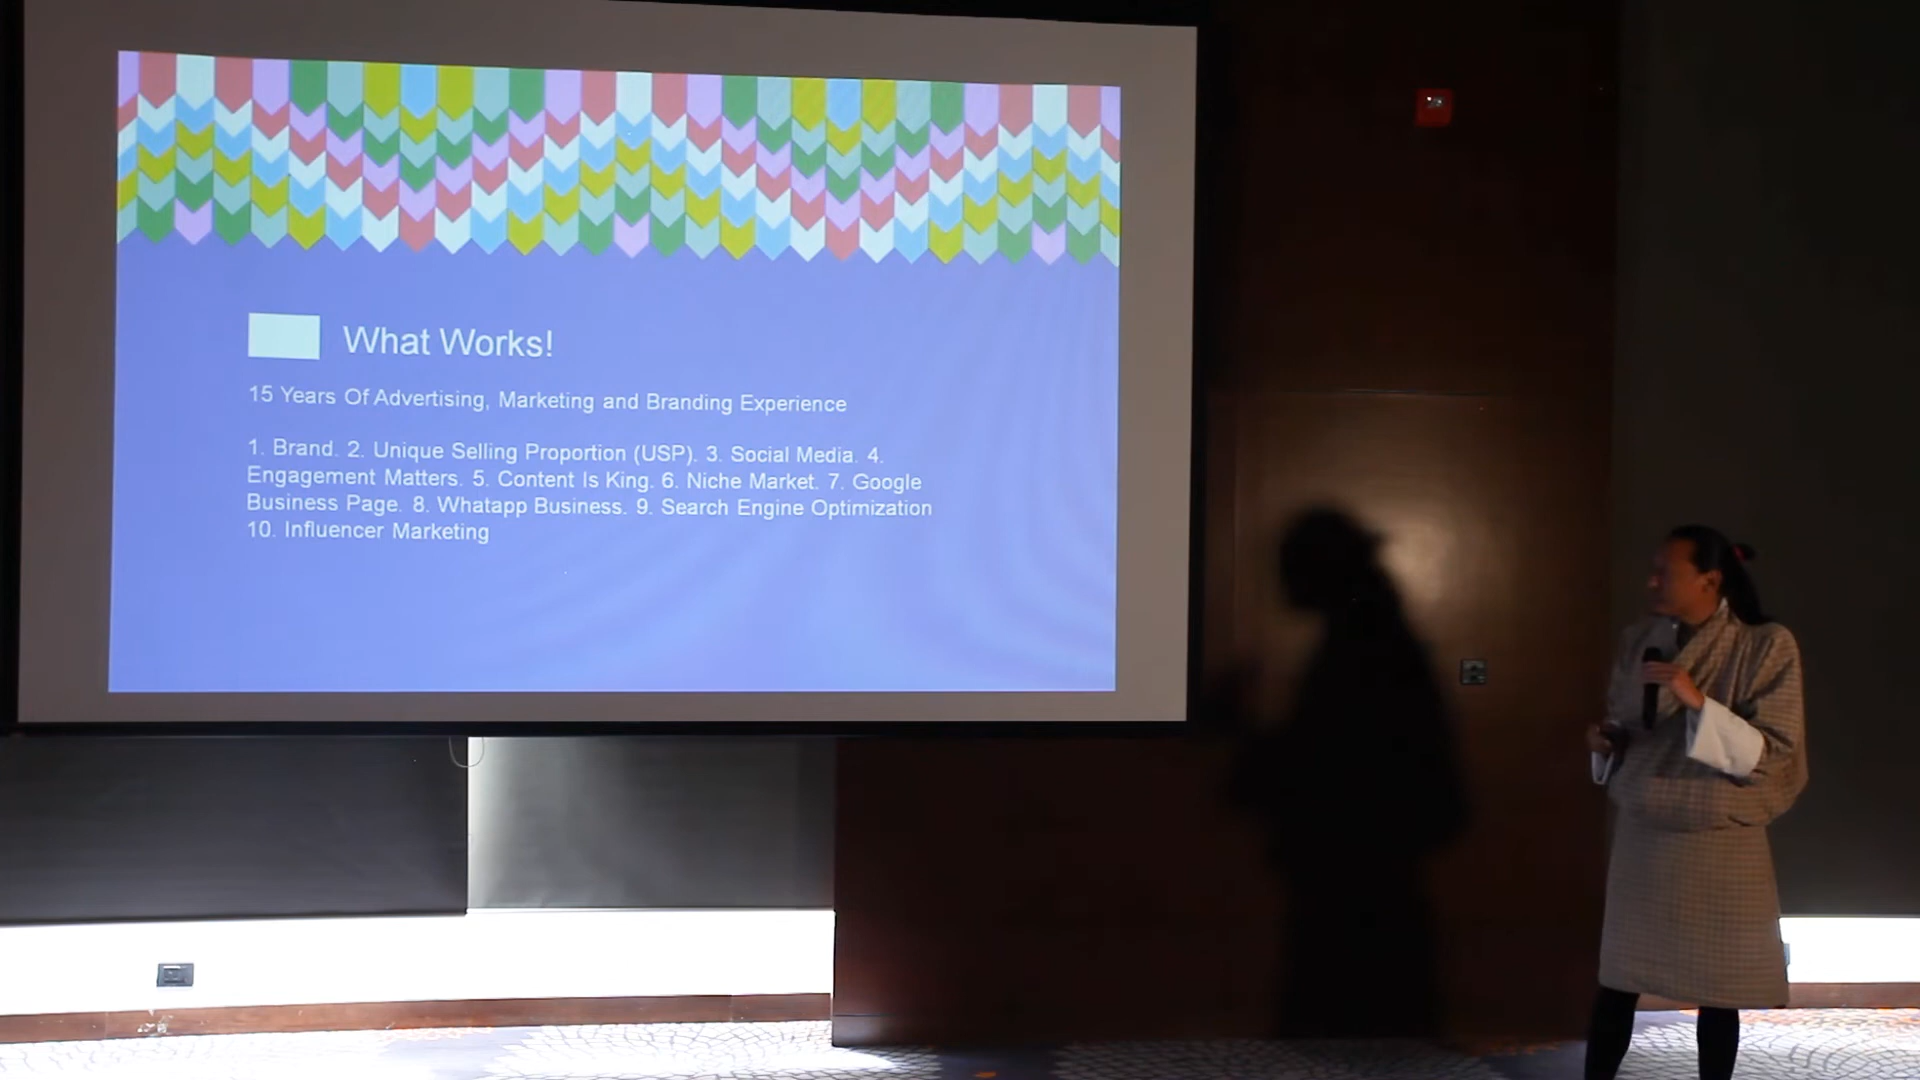 What Works!
15 Years Of Advertising, Marketing and Branding Experience
1. Brand. 2. Unique Selling Proportion (USP). 3. Social Media. 4.
Engagement Matters. 5. Content Is King. 6. Niche Market. 7. Google
Business Page. 8. Whatapp Business. 9. Search Engine Optimization
10. Influencer Marketing